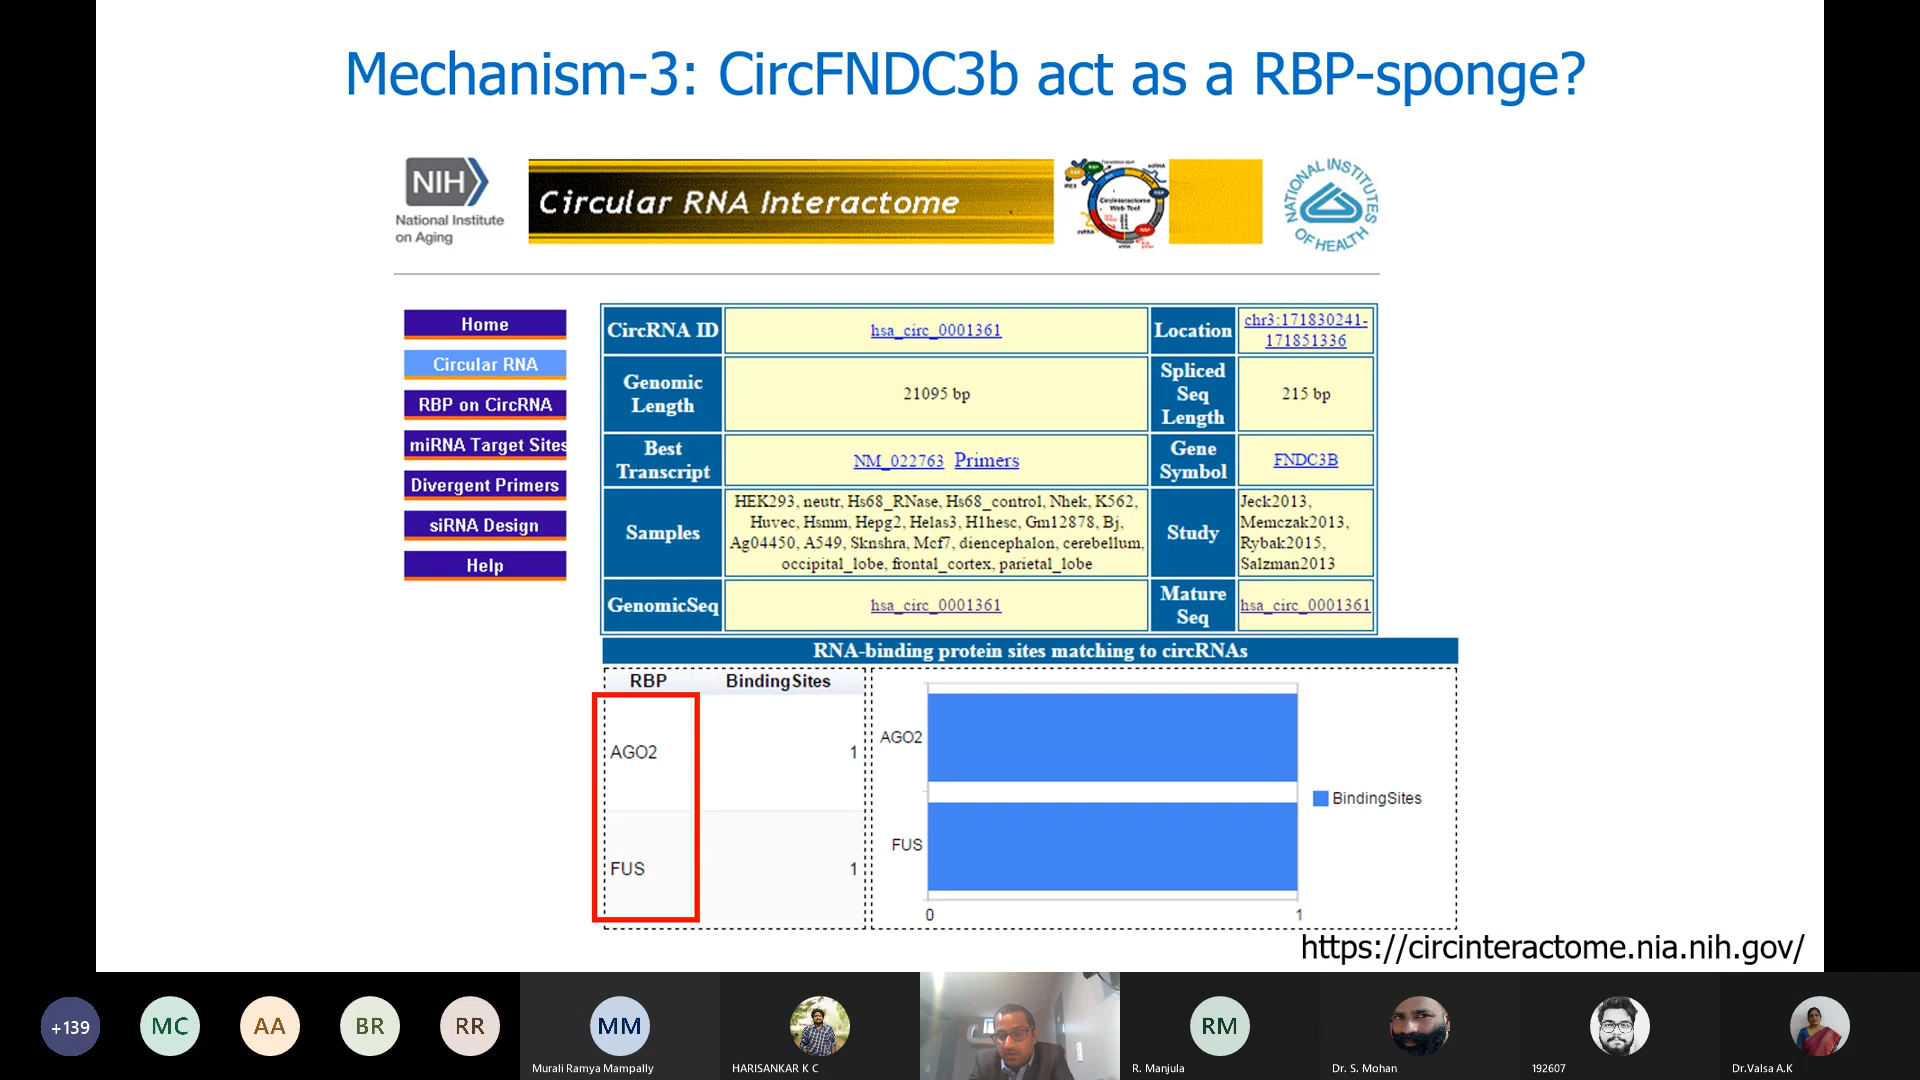 Mechanism-3: CircFNDC3b act as a RBP-sponge?
NIH
National Institute
on Aging
Circular RNA Interactome
CircInteractome
Web Tool
NATIONAL INSTITUTES
OF HEALTH
Home
Circular RNA
RBP on CircRNA
miRNA Target Sites
Divergent Primers
siRNA Design
Help
CircRNA ID
hsa_circ_0001361
Location
chr3:171830241-
171851336
Genomic
Length
21095 bp
Spliced
Seq
Length
215 bp
Best
Transcript
NM_022763 Primers
Gene
Symbol
FNDC3B
Samples
HEK293, neutr, Hs68_RNase, Hs68_control, Nhek, K562,
Huvec, Hsmm, Hepg2, Helas3, H1hesc, Gm12878, Bj,
Ag04450, A549, Sknshra, Mcf7, diencephalon, cerebellum,
occipital_lobe, frontal_cortex, parietal_lobe
Study
Jeck2013,
Memczak2013,
Rybak2015,
Salzman2013
GenomicSeq
hsa_circ_0001361
Mature
Seq
hsa_circ_0001361
RNA-binding protein sites matching to circRNAs
RBP BindingSites
AGO2 1
FUS 1
AGO2
FUS
0 1
BindingSites
https://circinteractome.nia.nih.gov/
+139
MC
AA
BR
RR
MM
RM
Murali Ramya Mampally
HARISANKAR K C
R. Manjula
Dr. S. Mohan
192607
Dr.Valsa A.K